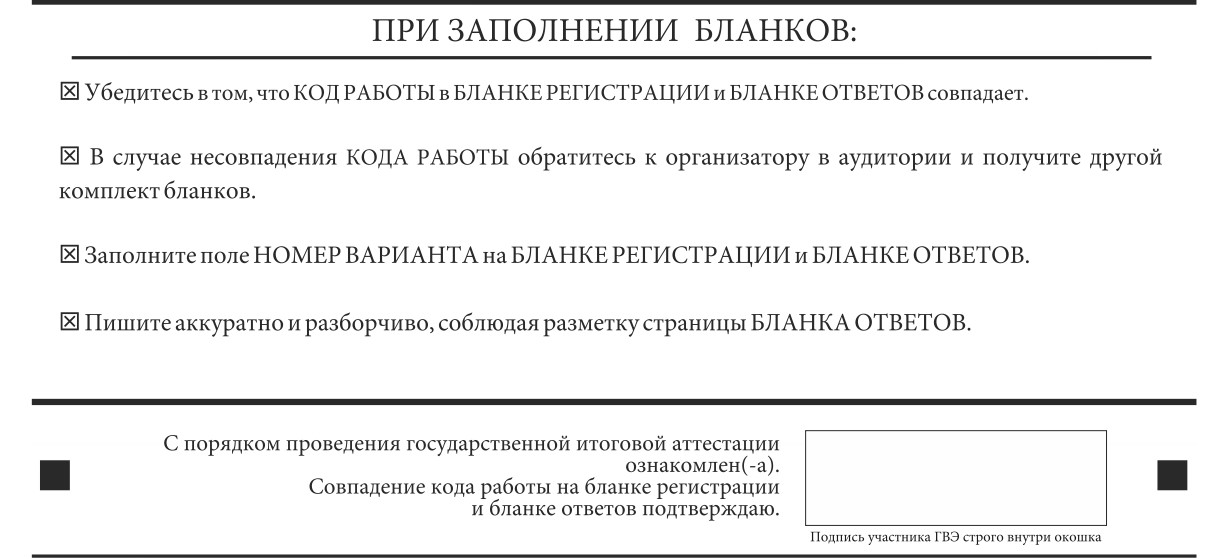 ПРИ ЗАПОЛНЕНИИ БЛАНКОВ:
☒ Убедитесь в том, что КОД РАБОТЫ в БЛАНКЕ РЕГИСТРАЦИИ и БЛАНКЕ ОТВЕТОВ совпадает.
☒ В случае несовпадения КОДА РАБОТЫ обратитесь к организатору в аудитории и получите другой
комплект бланков.
☒ Заполните поле НОМЕР ВАРИАНТА на БЛАНКЕ РЕГИСТРАЦИИ и БЛАНКЕ ОТВЕТОВ.
☒ Пишите аккуратно и разборчиво, соблюдая разметку страницы БЛАНКА ОТВЕТОВ.
С порядком проведения государственной итоговой аттестации
ознакомлен(-а).
Совпадение кода работы на бланке регистрации
и бланке ответов подтверждаю.
Подпись участника ГВЭ строго внутри окошка